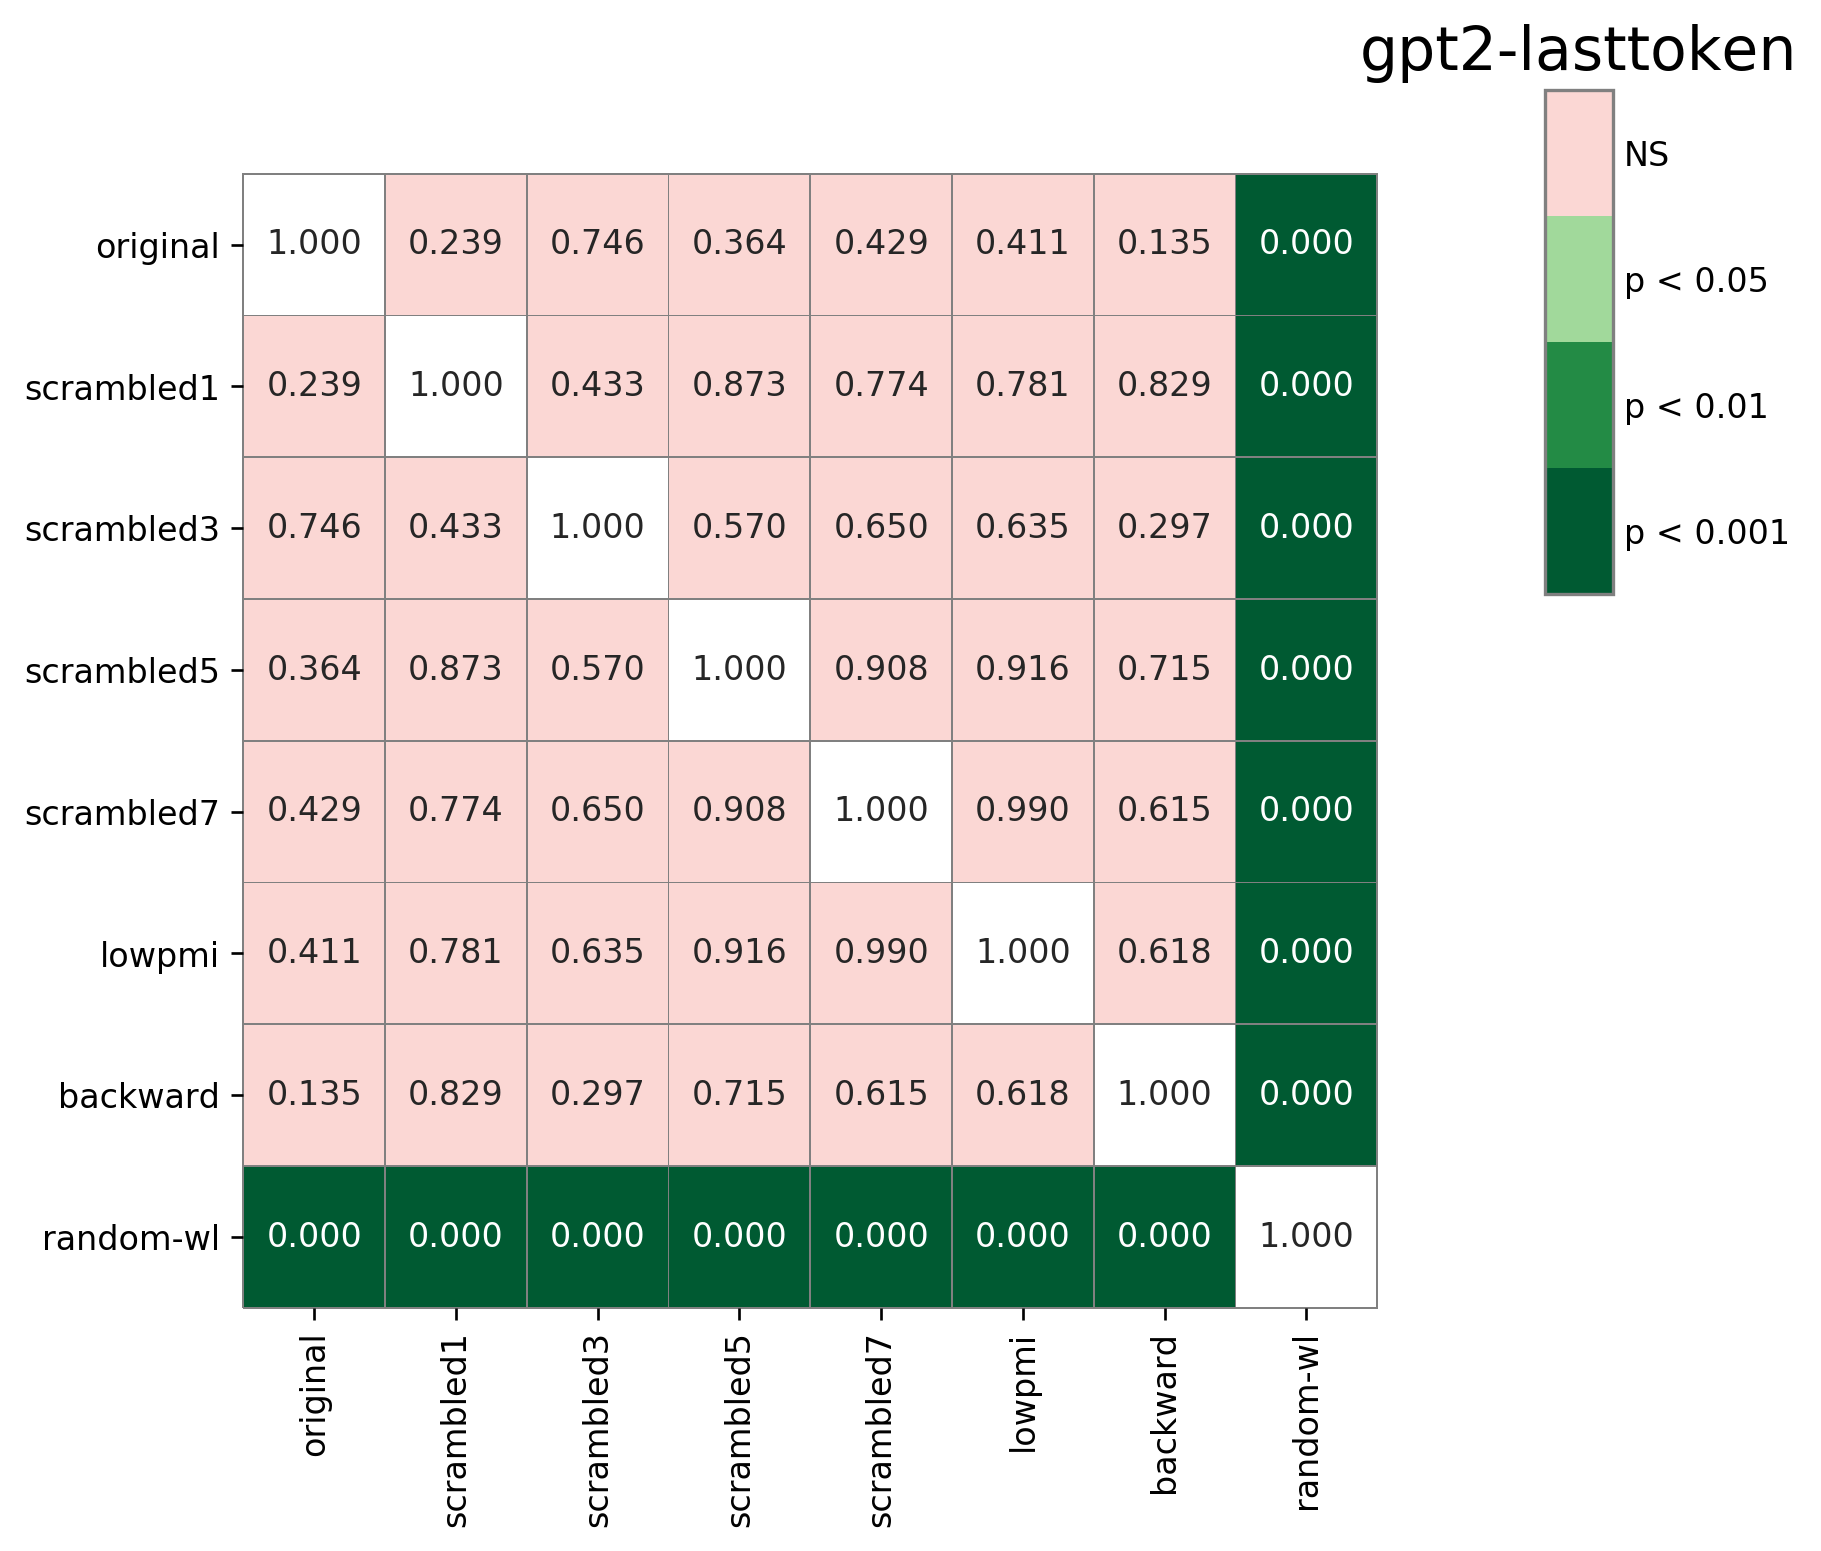 gpt2-lasttoken
NS
p < 0.05
p < 0.01
p < 0.001
original 1.000 0.239 0.746 0.364 0.429 0.411 0.135 0.000
scrambled1 0.239 1.000 0.433 0.873 0.774 0.781 0.829 0.000
scrambled3 0.746 0.433 1.000 0.570 0.650 0.635 0.297 0.000
scrambled5 0.364 0.873 0.570 1.000 0.908 0.916 0.715 0.000
scrambled7 0.429 0.774 0.650 0.908 1.000 0.990 0.615 0.000
lowpmi 0.411 0.781 0.635 0.916 0.990 1.000 0.618 0.000
backward 0.135 0.829 0.297 0.715 0.615 0.618 1.000 0.000
random-wl 0.000 0.000 0.000 0.000 0.000 0.000 0.000 1.000
original
scrambled1
scrambled3
scrambled5
scrambled7
lowpmi
backward
random-wl